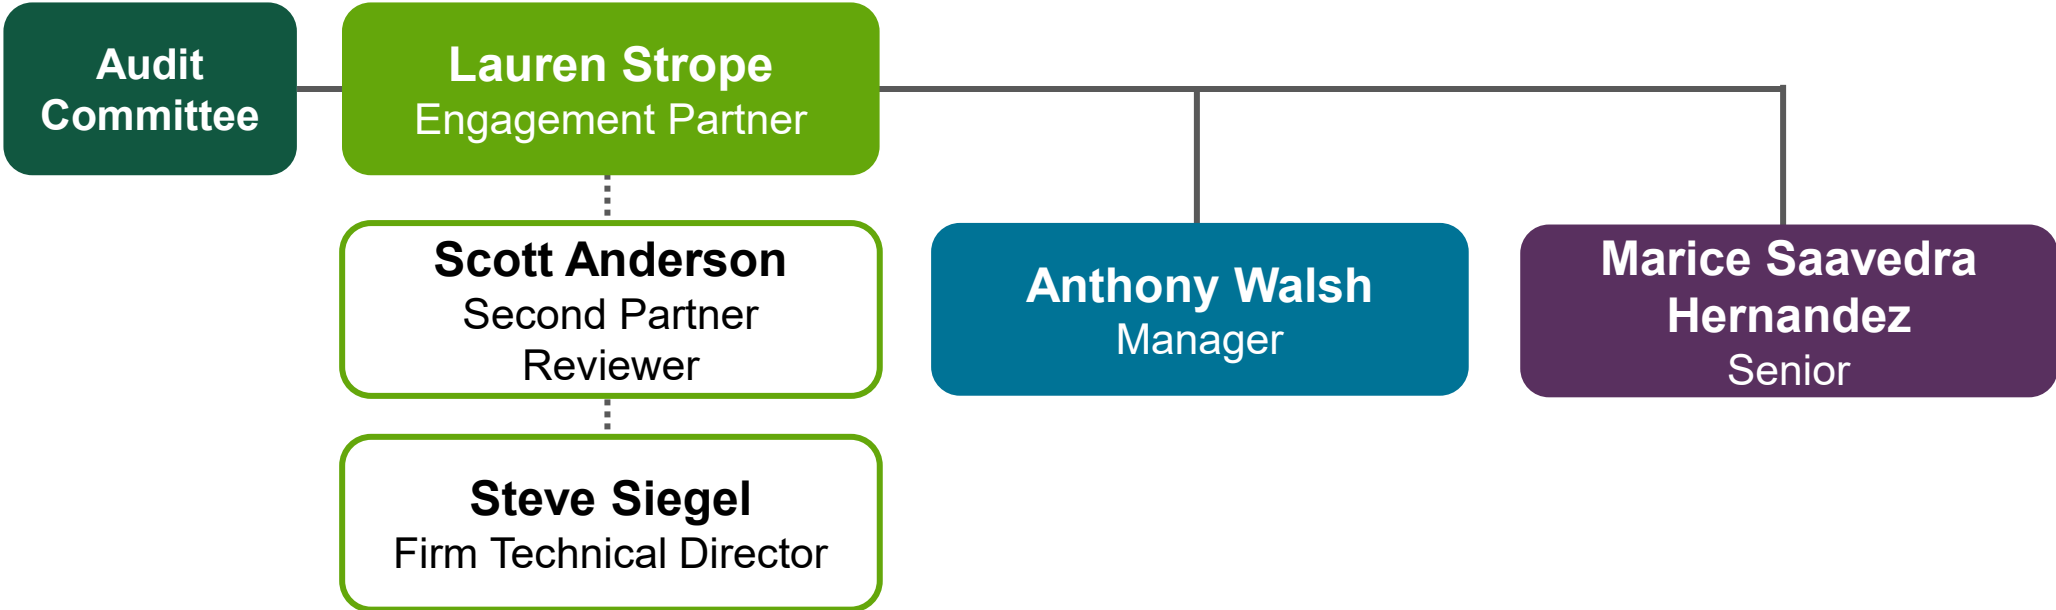 Audit
Committee
Lauren Strope
Engagement Partner
Scott Anderson
Second Partner
Reviewer
Anthony Walsh
Manager
Marice Saavedra
Hernandez
Senior
Steve Siegel
Firm Technical Director